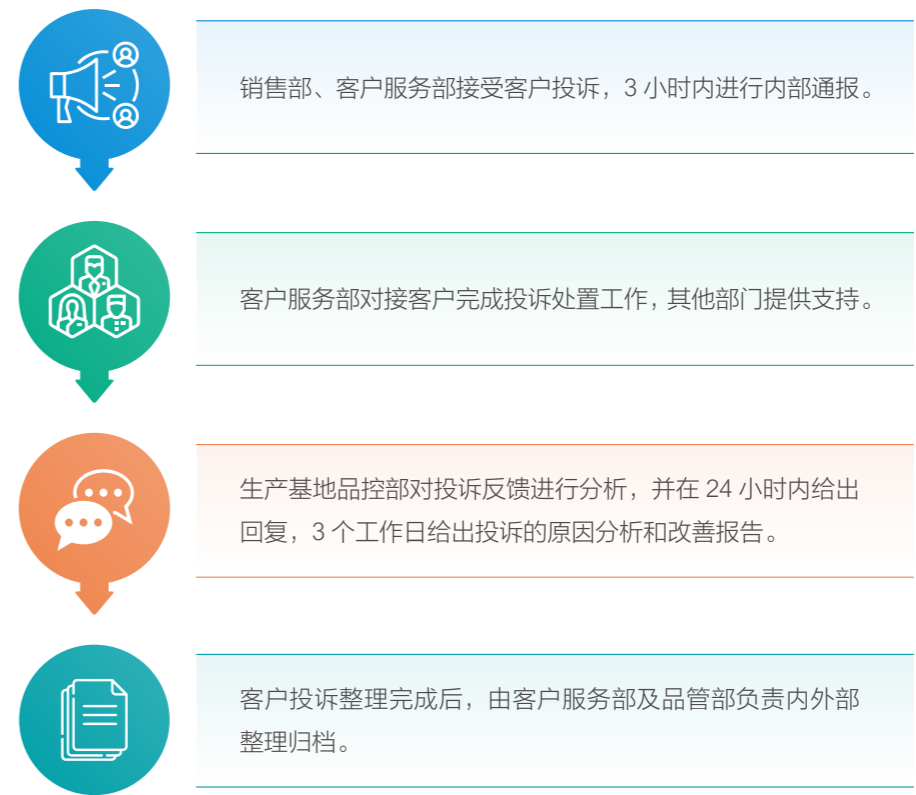 销售部、客户服务部接受客户投诉，3 小时内进行内部通报。
客户服务部对接客户完成投诉处置工作，其他部门提供支持。
生产基地品控部对投诉反馈进行分析，并在 24 小时内给出
回复，3 个工作日给出投诉的原因分析和改善报告。
客户投诉整理完成后，由客户服务部及品管部负责内外部
整理归档。